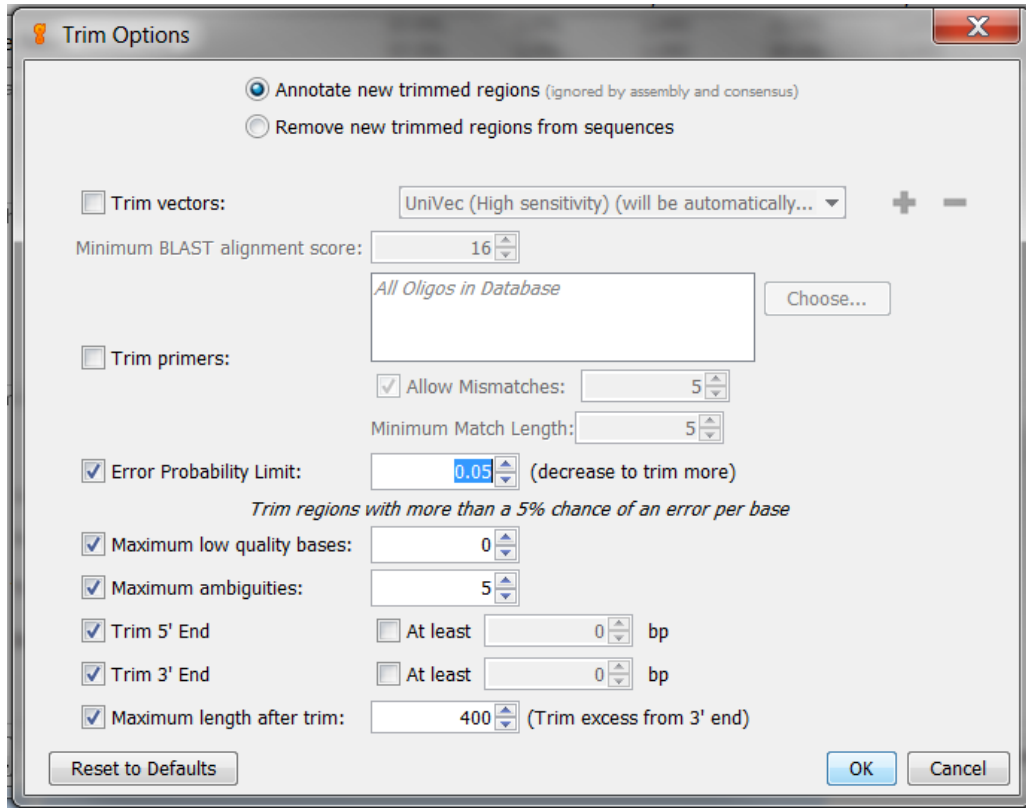 Trim Options
Annotate new trimmed regions (ignored by assembly and consensus)
Remove new trimmed regions from sequences
Trim vectors: UniVec (High sensitivity) (will be automatically...
Minimum BLAST alignment score: 16
All Oligos in Database Choose...
Trim primers:
Allow Mismatches: 5
Minimum Match Length: 5
Error Probability Limit: 0.05 (decrease to trim more)
Trim regions with more than a 5% chance of an error per base
Maximum low quality bases: 0
Maximum ambiguities: 5
Trim 5' End At least 0 bp
Trim 3' End At least 0 bp
Maximum length after trim: 400 (Trim excess from 3' end)
Reset to Defaults OK Cancel